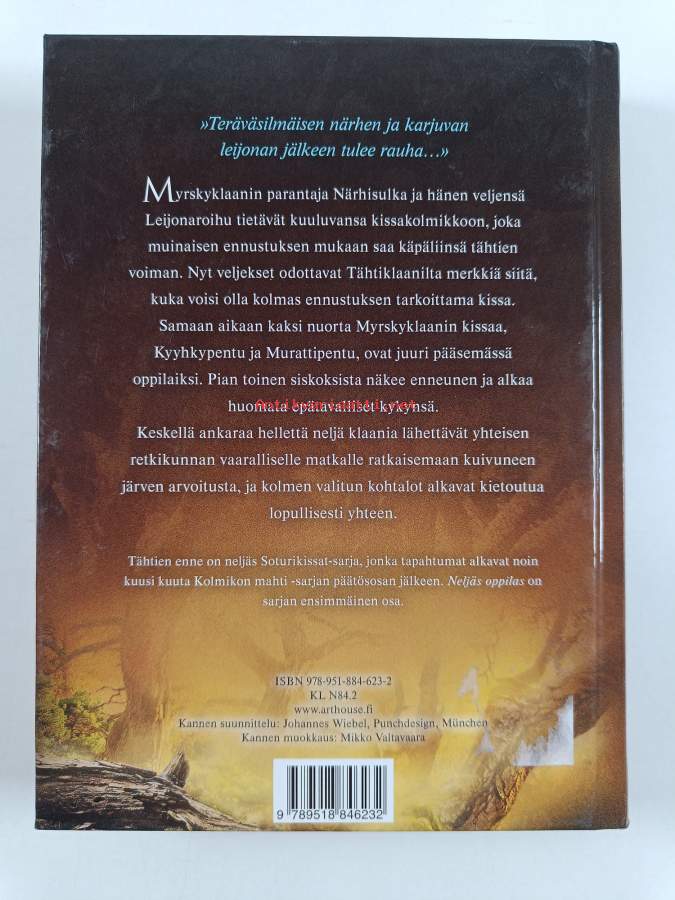 »Teräväsilmäisen närhen ja karjuvan
leijonan jälkeen tulee rauha…»
Myrskyklaanin parantaja Närhisulka ja hänen veljensä
Leijonaroihu tietävät kuuluvansa kissakolmikkoon, joka
muinaisen ennustuksen mukaan saa käpäliinsä tähtien
voiman. Nyt veljekset odottavat Tähtiklaanilta merkkiä siitä,
kuka voisi olla kolmas ennustuksen tarkoittama kissa.
Samaan aikaan kaksi nuorta Myrskyklaanin kissaa,
Kyyhkypentu ja Murattipentu, ovat juuri pääsemässä
oppilaiksi. Pian toinen siskoksista näkee enneunen ja alkaa
huomata epätavalliset kykynsä.
Antikvariaatti.net
Keskellä ankaraa hellettä neljä klaania lähettävät yhteisen
retkikunnan vaaralliselle matkalle ratkaisemaan kuivuneen
järven arvoitusta, ja kolmen valitun kohtalot alkavat kietoutua
lopullisesti yhteen.
Tähtien enne on neljäs Soturikissat-sarja, jonka tapahtumat alkavat noin
kuusi kuuta Kolmikon mahti -sarjan päätösosan jälkeen. Neljäs oppilas on
sarjan ensimmäinen osa.
ISBN 978-951-884-623-2
KL N84.2
www.arthouse.fi
Kannen suunnittelu: Johannes Wiebel, Punchdesign, München
Kannen muokkaus: Mikko Valtavaara
9 789518 846232